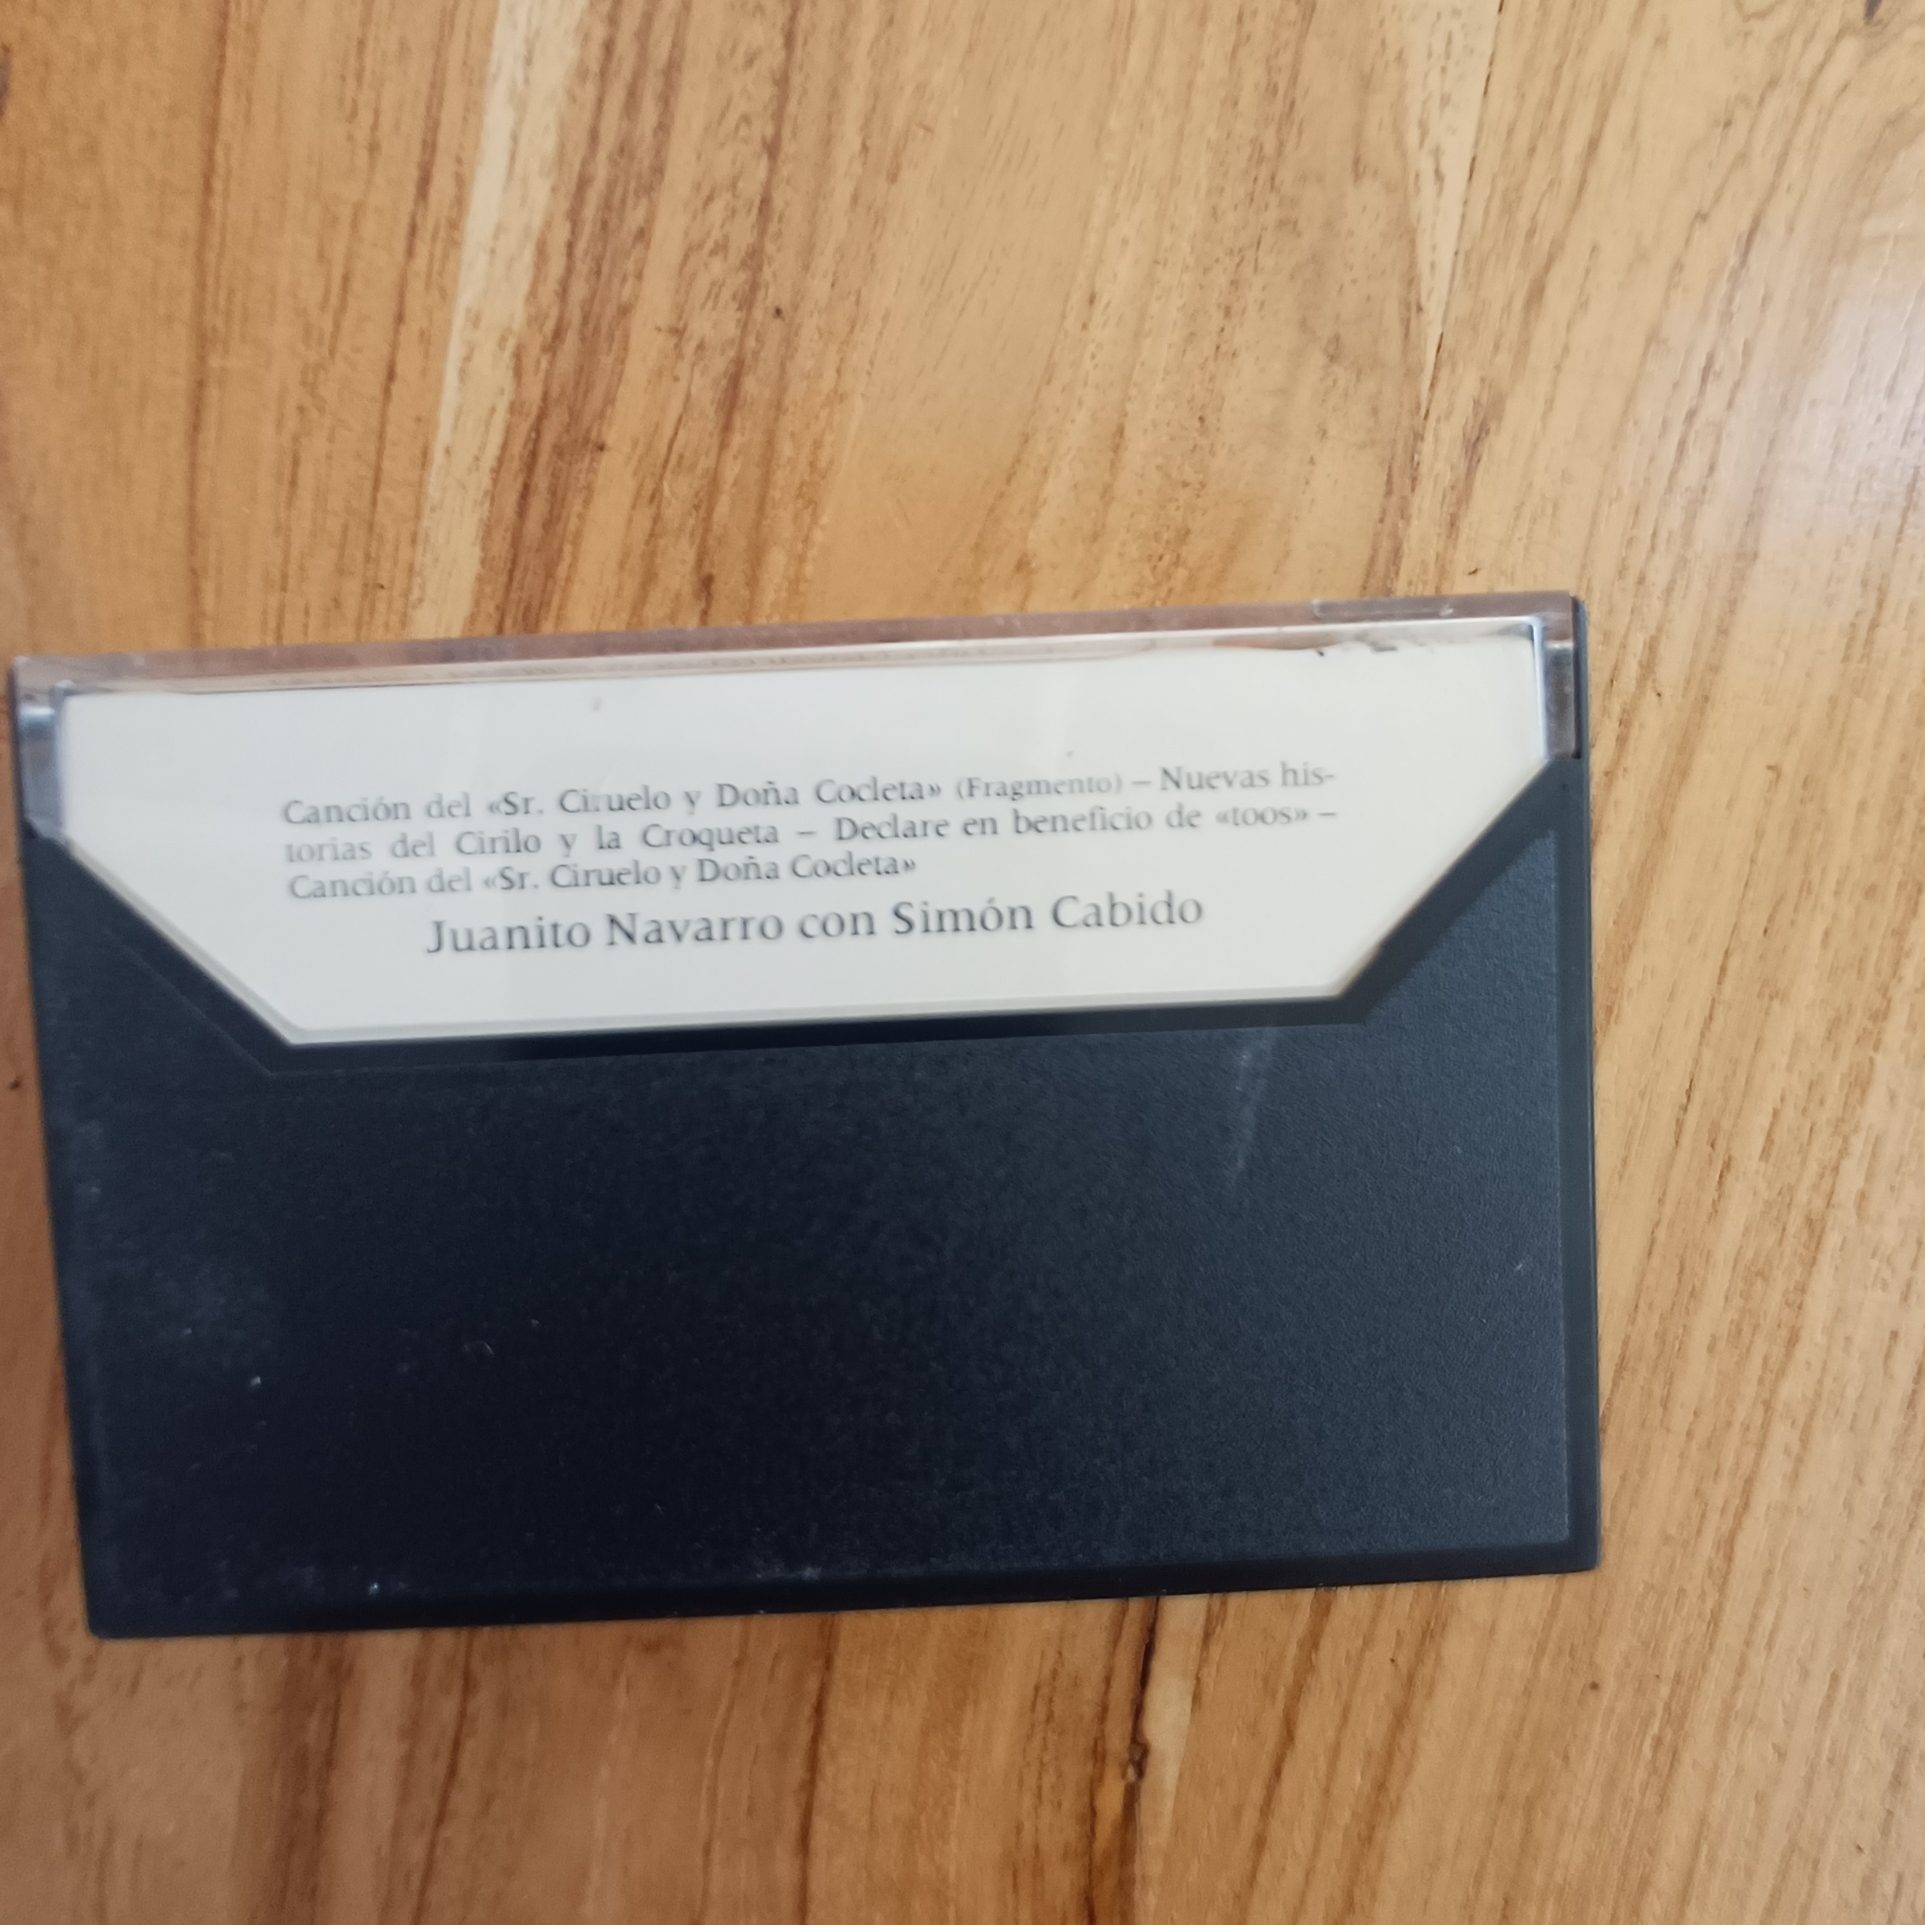 Canción del «Sr. Ciruelo y Doña Cocleta» (Fragmento) – Nuevas his-
torias del Cirilo y la Croqueta – Declare en beneficio de «toos» –
Canción del «Sr. Ciruelo y Doña Cocleta»
Juanito Navarro con Simón Cabido